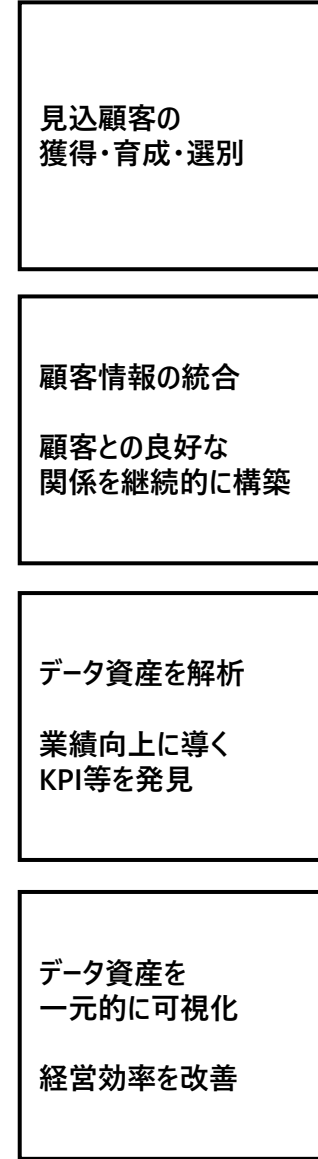 見込顧客の
獲得・育成・選別
顧客情報の統合
顧客との良好な
関係を継続的に構築
データ資産を解析
業績向上に導く
KPI等を発見
データ資産を
一元的に可視化
経営効率を改善